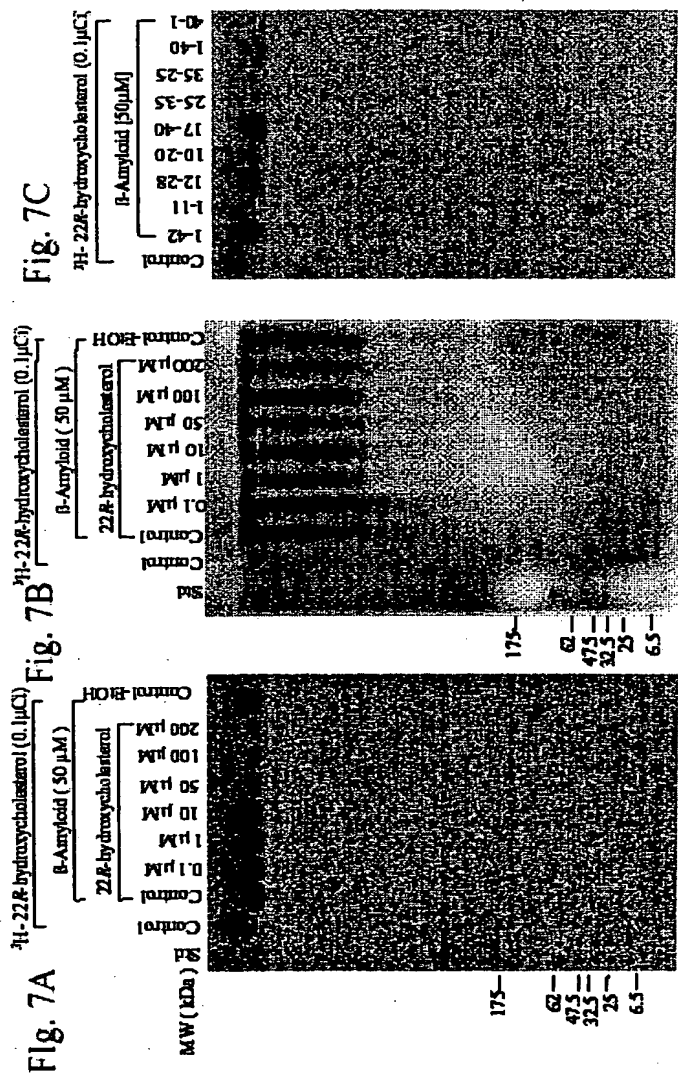 Fig. 7A
³H-22R-hydroxycholesterol (0.1µCi)
β-Amyloid ( 50 µM )
22R-hydroxycholesterol
MW ( kDa )
Std
Control
Control
0.1 µM
1 µM
10 µM
50 µM
100 µM
200 µM
Control-EtOH
175
62
47.5
32.5
25
6.5
Fig. 7B
³H-22R-hydroxycholesterol (0.1µCi)
β-Amyloid ( 50 µM )
22R-hydroxycholesterol
Std
Control
Control
0.1 µM
1 µM
10 µM
50 µM
100 µM
200 µM
Control-EtOH
175
62
47.5
32.5
25
6.5
Fig. 7C
³H- 22R-hydroxycholesterol (0.1µCi)
β-Amyloid [50µM]
Control
1-42
1-11
12-28
10-20
17-40
25-35
35-25
1-40
40-1